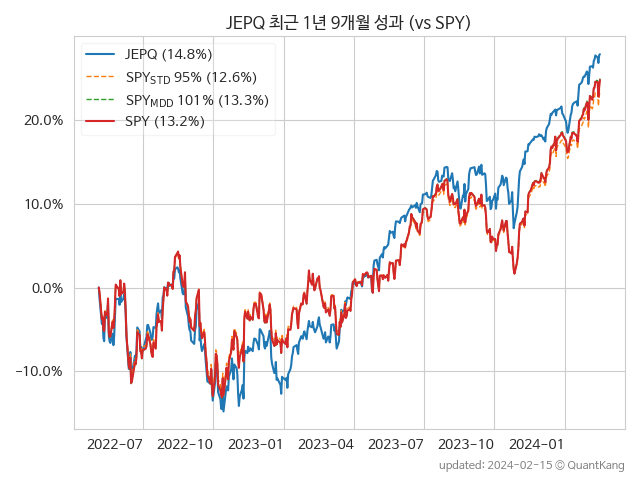 JEPQ 최근 1년 9개월 성과 (vs SPY)
JEPQ (14.8%)
SPY_STD 95% (12.6%)
SPY_MDD 101% (13.3%)
SPY (13.2%)
20.0%
10.0%
0.0%
−10.0%
2022-07 2022-10 2023-01 2023-04 2023-07 2023-10 2024-01
updated: 2024-02-15 © QuantKang